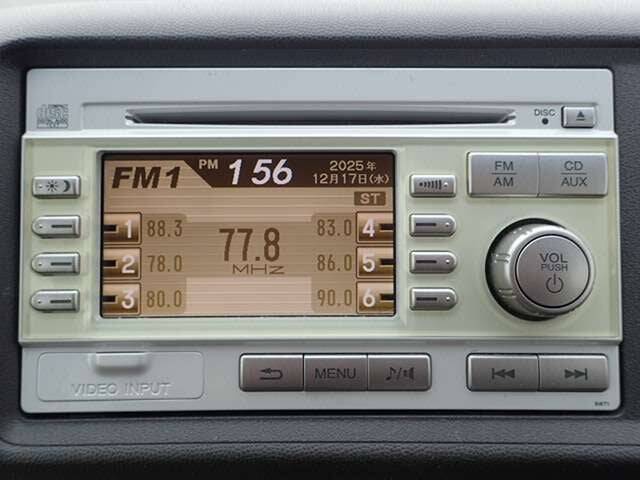 DISC
FM1 PM 1 56 2025年
12月17日(水)
ST
FM
AM
CD
AUX
1 88.3
2 78.0
3 80.0
77.8
MHz
83.0 4
86.0 5
90.0 6
VOL
PUSH
VIDEO INPUT
MENU